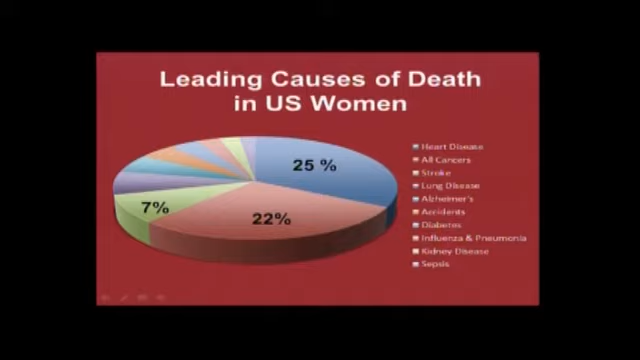 Leading Causes of Death
in US Women
25 %
7%
22%
Heart Disease
All Cancers
Stroke
Lung Disease
Alzheimer's
Accidents
Diabetes
Influenza & Pneumonia
Kidney Disease
Sepsis